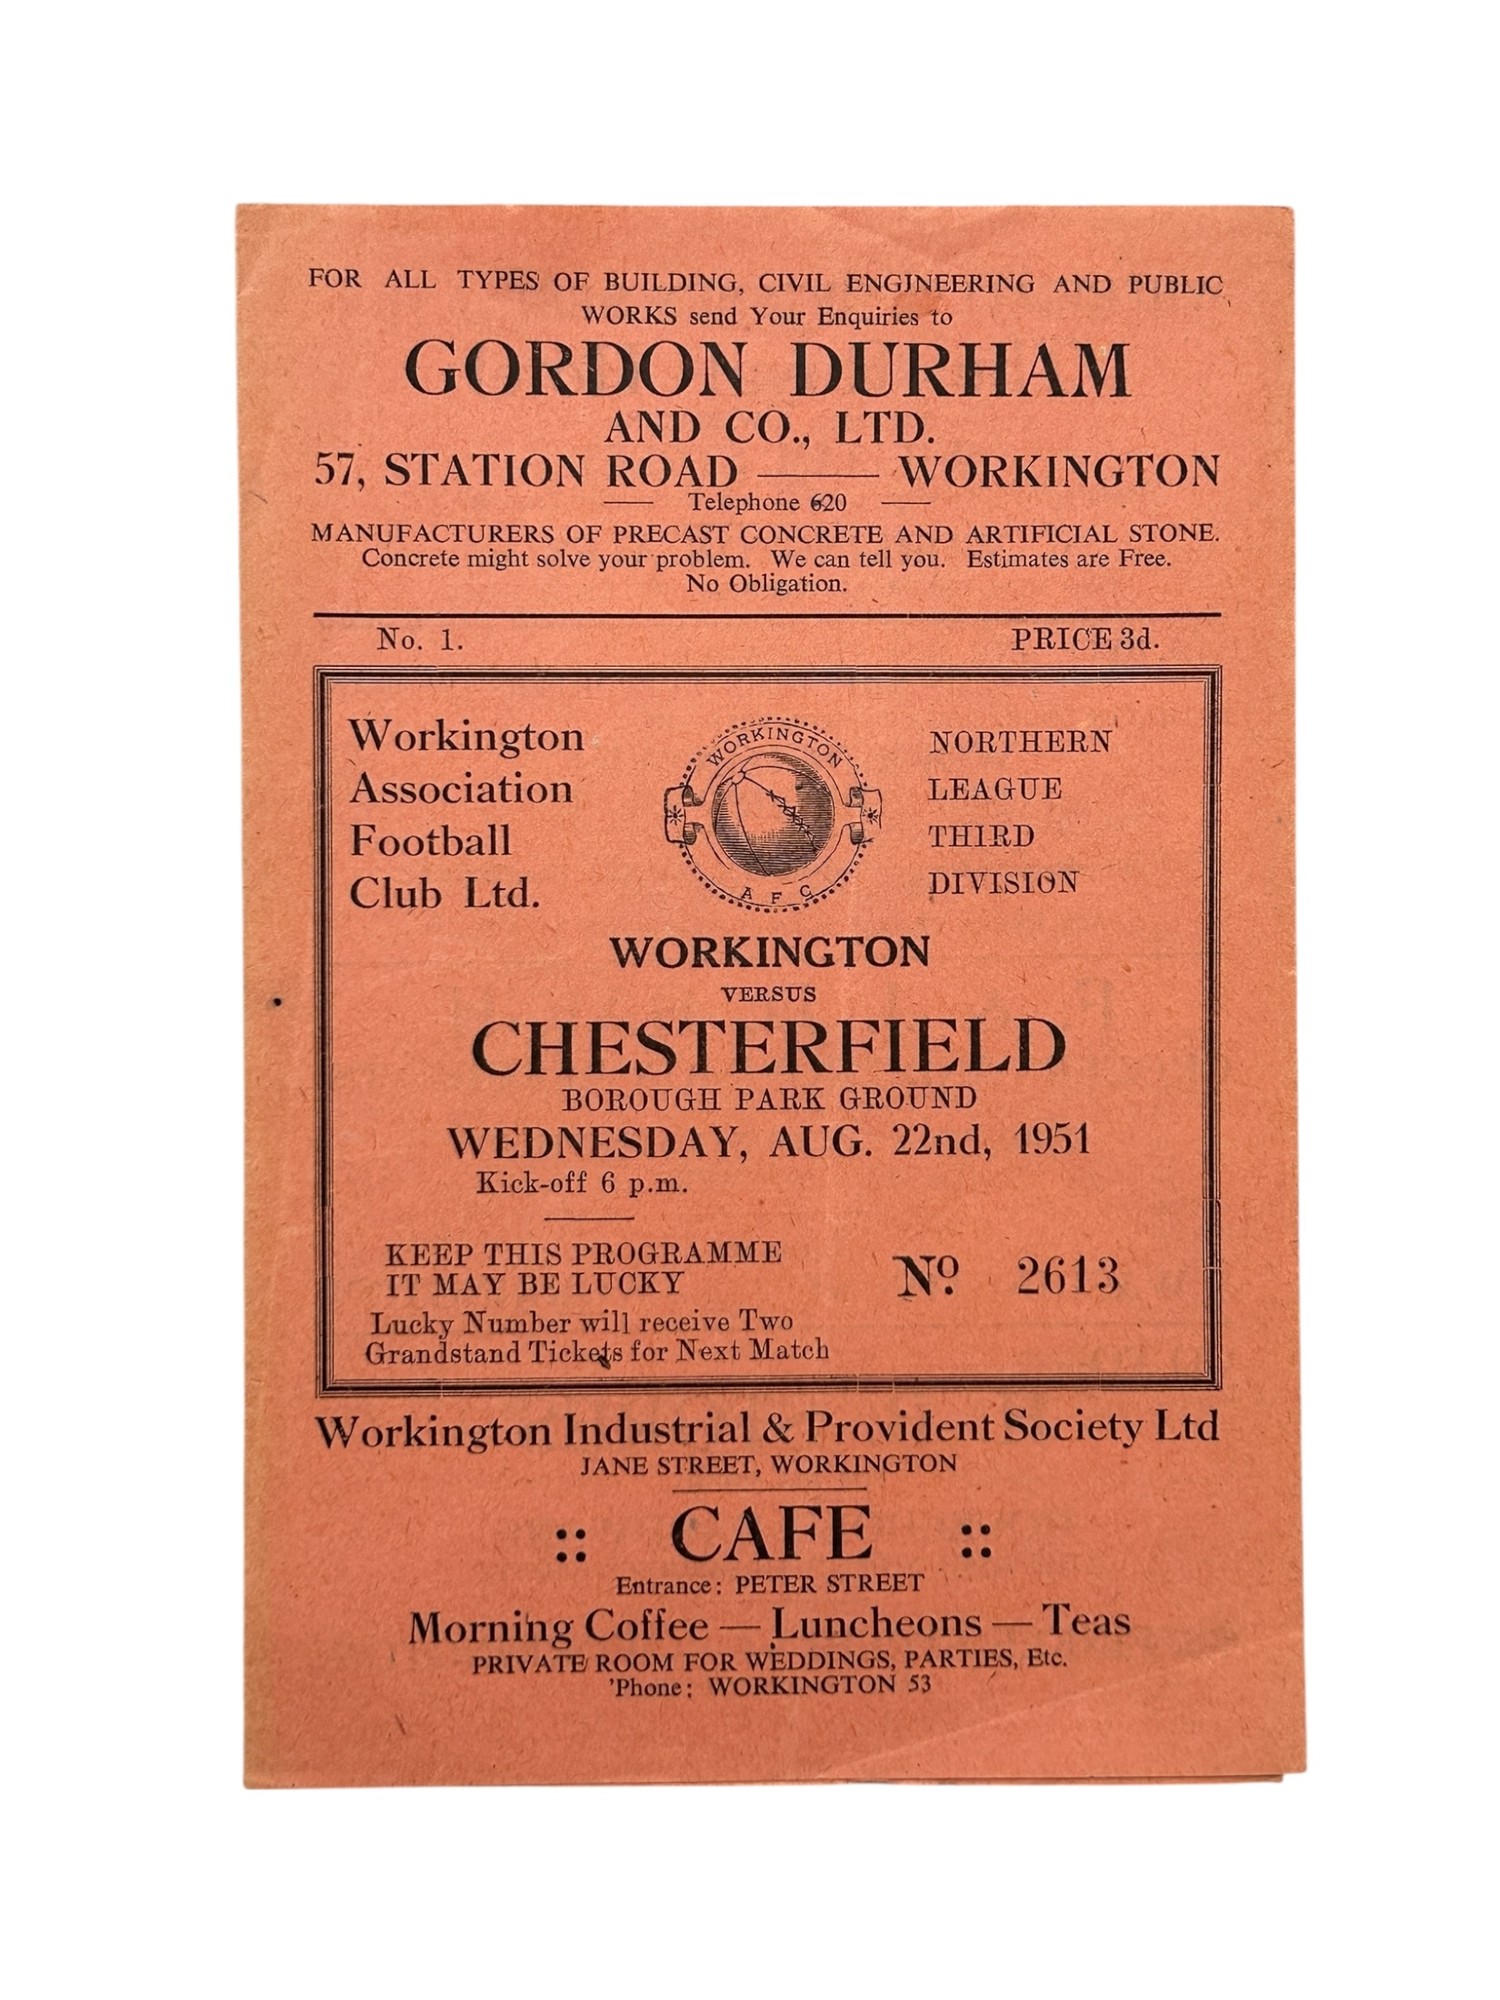 FOR ALL TYPES OF BUILDING, CIVIL ENGINEERING AND PUBLIC
WORKS send Your Enquiries to
GORDON DURHAM
AND CO., LTD.
57, STATION ROAD —— WORKINGTON
— Telephone 620 —
MANUFACTURERS OF PRECAST CONCRETE AND ARTIFICIAL STONE.
Concrete might solve your problem. We can tell you. Estimates are Free.
No Obligation.
No. 1. PRICE 3d.
Workington
Association
Football
Club Ltd.
WORKINGTON
A F C
NORTHERN
LEAGUE
THIRD
DIVISION
WORKINGTON
VERSUS
CHESTERFIELD
BOROUGH PARK GROUND
WEDNESDAY, AUG. 22nd, 1951
Kick-off 6 p.m.
KEEP THIS PROGRAMME
IT MAY BE LUCKY
Lucky Number will receive Two
Grandstand Tickets for Next Match
No 2613
Workington Industrial & Provident Society Ltd
JANE STREET, WORKINGTON
:: CAFE ::
Entrance: PETER STREET
Morning Coffee — Luncheons — Teas
PRIVATE ROOM FOR WEDDINGS, PARTIES, Etc.
'Phone: WORKINGTON 53